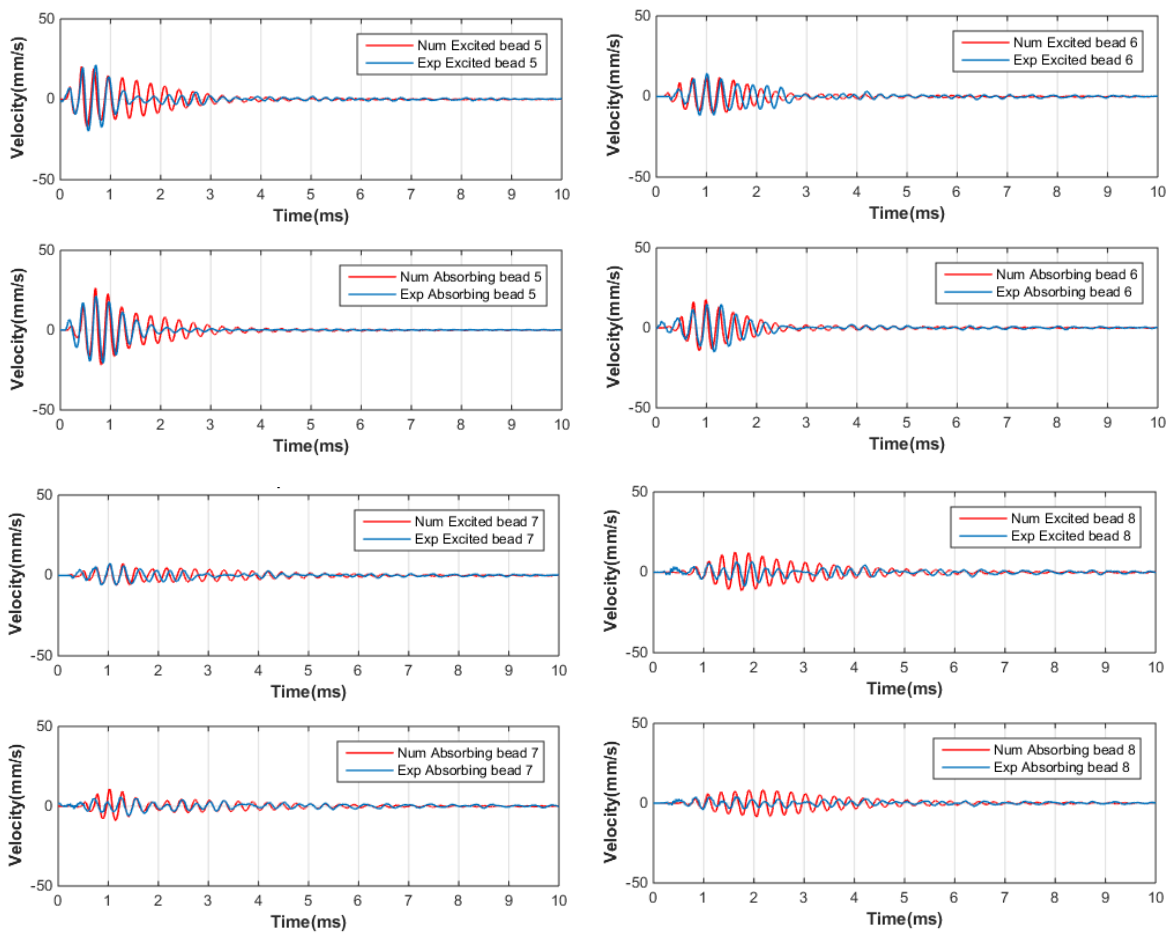 50
0
-50
Velocity(mm/s)
Num Excited bead 5
Exp Excited bead 5
0 1 2 3 4 5 6 7 8 9 10
Time(ms)
50
0
-50
Velocity(mm/s)
Num Excited bead 6
Exp Excited bead 6
0 1 2 3 4 5 6 7 8 9 10
Time(ms)
50
0
-50
Velocity(mm/s)
Num Absorbing bead 5
Exp Absorbing bead 5
0 1 2 3 4 5 6 7 8 9 10
Time(ms)
50
0
-50
Velocity(mm/s)
Num Absorbing bead 6
Exp Absorbing bead 6
0 1 2 3 4 5 6 7 8 9 10
Time(ms)
50
0
-50
Velocity(mm/s)
Num Excited bead 7
Exp Excited bead 7
0 1 2 3 4 5 6 7 8 9 10
Time(ms)
50
0
-50
Velocity(mm/s)
Num Excited bead 8
Exp Excited bead 8
0 1 2 3 4 5 6 7 8 9 10
Time(ms)
50
0
-50
Velocity(mm/s)
Num Absorbing bead 7
Exp Absorbing bead 7
0 1 2 3 4 5 6 7 8 9 10
Time(ms)
50
0
-50
Velocity(mm/s)
Num Absorbing bead 8
Exp Absorbing bead 8
0 1 2 3 4 5 6 7 8 9 10
Time(ms)